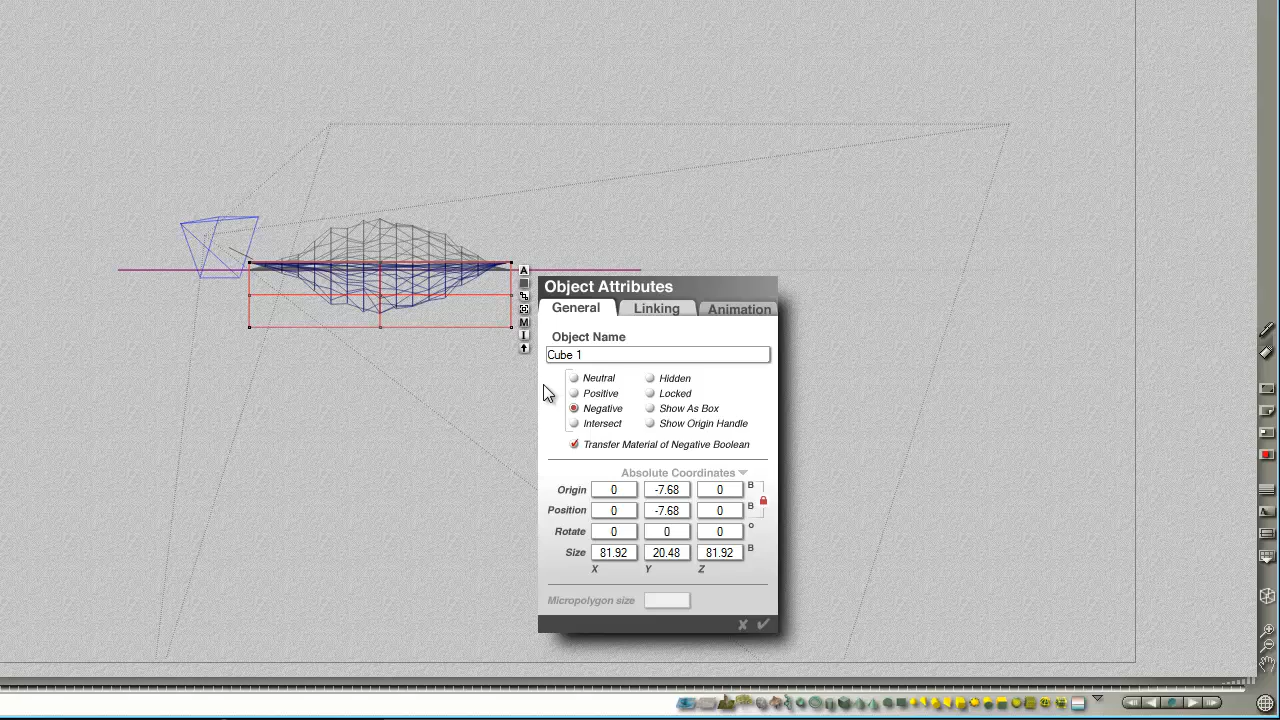 A
M
I
Object Attributes
General Linking Animation
Object Name
Cube 1
Neutral Hidden
Positive Locked
Negative Show As Box
Intersect Show Origin Handle
Transfer Material of Negative Boolean
Absolute Coordinates
Origin 0 -7.68 0 B
Position 0 -7.68 0 B
Rotate 0 0 0 o
Size 81.92 20.48 81.92 B
X Y Z
Micropolygon size